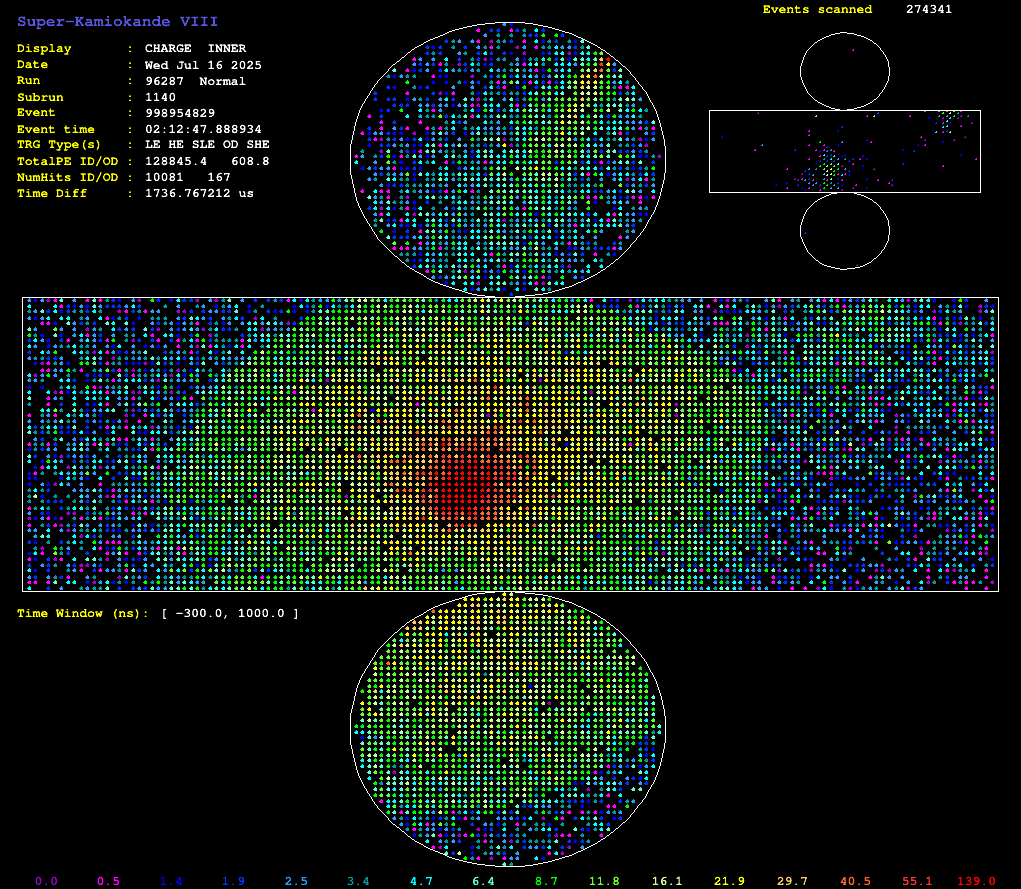 Super-Kamiokande VIII
Events scanned 274341
Display : CHARGE INNER
Date : Wed Jul 16 2025
Run : 96287 Normal
Subrun : 1140
Event : 998954829
Event time : 02:12:47.888934
TRG Type(s) : LE HE SLE OD SHE
TotalPE ID/OD : 128845.4 608.8
NumHits ID/OD : 10081 167
Time Diff : 1736.767212 us
Time Window (ns): [ -300.0, 1000.0 ]
0.0 0.5 1.4 1.9 2.5 3.4 4.7 6.4 8.7 11.8 16.1 21.9 29.7 40.5 55.1 139.0